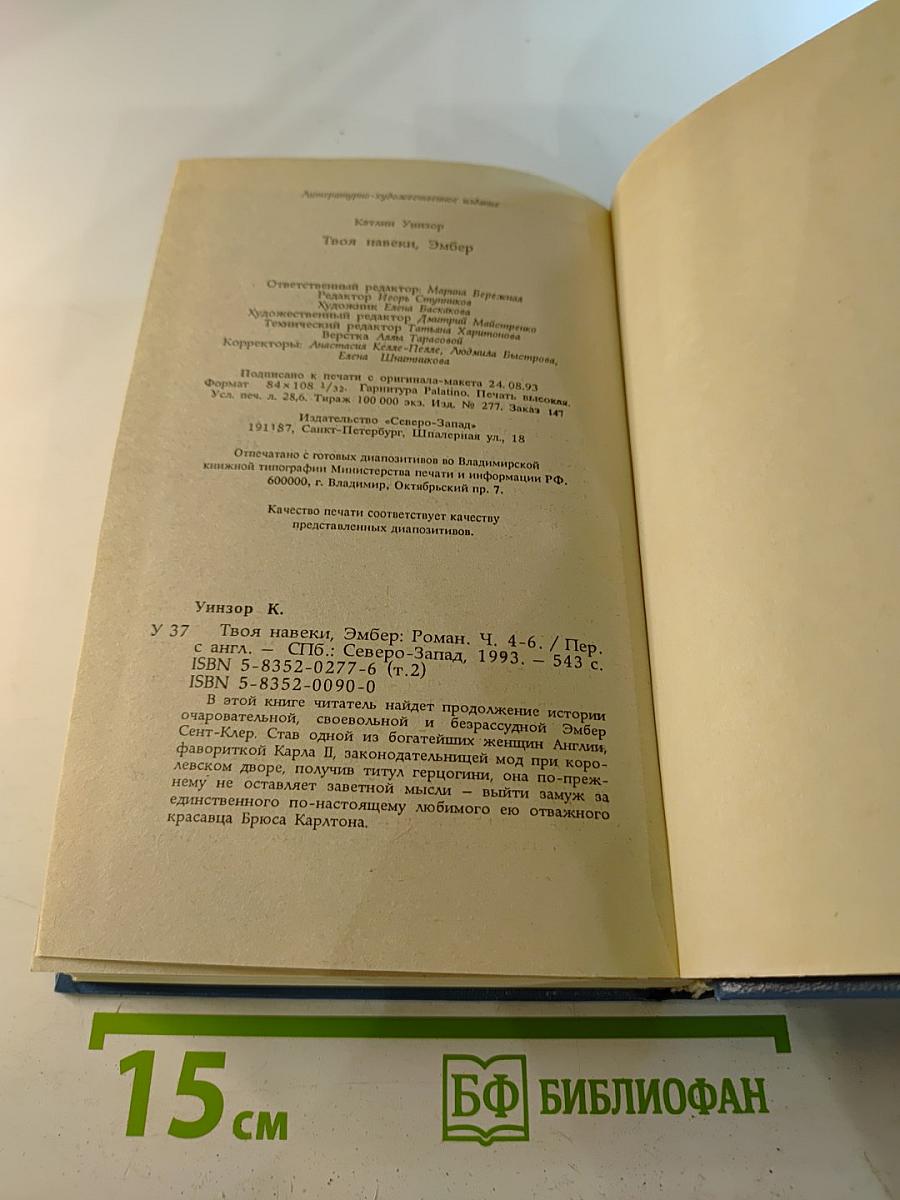 Литературно-художественное издание
Кэтлин Уинзор
Твоя навеки, Эмбер
Ответственный редактор: Марина Бережная
Редактор Игорь Ступников
Художник Елена Баскакова
Художественный редактор Дмитрий Майстренко
Технический редактор Татьяна Харитонова
Верстка Аллы Тарасовой
Корректоры: Анастасия Келле-Пелле, Людмила Быстрова,
Елена Шнитникова
Подписано к печати с оригинала-макета 24.08.93
Формат 84×108 1/32. Гарнитура Palatino. Печать высокая.
Усл. печ. л. 28,6. Тираж 100 000 экз. Изд. № 277. Заказ 147
Издательство «Северо-Запад»
191187, Санкт-Петербург, Шпалерная ул., 18
Отпечатано с готовых диапозитивов во Владимирской
книжной типографии Министерства печати и информации РФ.
600000, г. Владимир, Октябрьский пр. 7.
Качество печати соответствует качеству
представленных диапозитивов.
Уинзор К.
У 37 Твоя навеки, Эмбер: Роман. Ч. 4-6. / Пер.
с англ. — СПб.: Северо-Запад, 1993. — 543 с.
ISBN 5-8352-0277-6 (т.2)
ISBN 5-8352-0090-0
В этой книге читатель найдет продолжение истории
очаровательной, своевольной и безрассудной Эмбер
Сент-Клер. Став одной из богатейших женщин Англии,
фавориткой Карла II, законодательницей мод при коро-
левском дворе, получив титул герцогини, она по-преж-
нему не оставляет заветной мысли — выйти замуж за
единственного по-настоящему любимого ею отважного
красавца Брюса Карлтона.
15 см
БФ БИБЛИОФАН